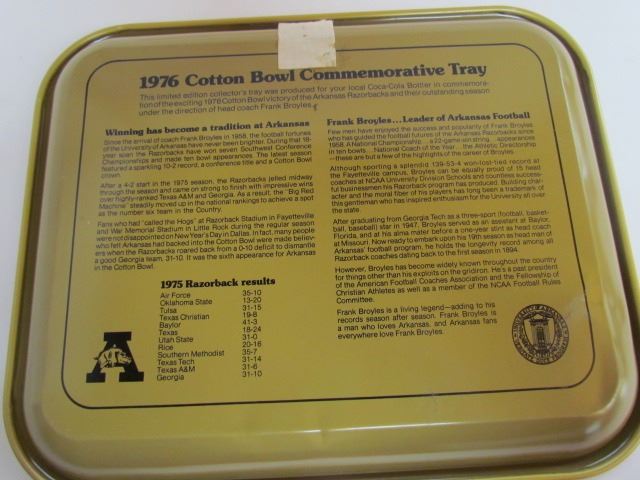 1976 Cotton Bowl Commemorative Tray
This limited edition collector's tray was produced for your local Coca-Cola Bottler in commemora-
tion of the exciting 1976 Cotton Bowl victory of the Arkansas Razorbacks and their outstanding season
under the direction of head coach Frank Broyles.
Winning has become a tradition at Arkansas
Since the arrival of coach Frank Broyles in 1958, the football fortunes
of the University of Arkansas have never been brighter. During that 18-
year span the Razorbacks have won seven Southwest Conference
Championships and made ten bowl appearances. The latest season
featured a sparkling 10-2 record, a conference title and a Cotton Bowl
crown.
After a 4-2 start in the 1975 season, the Razorbacks jelled midway
through the season and came on strong to finish with impressive wins
over highly-ranked Texas A&M and Georgia. As a result, the "Big Red
Machine" steadily moved up in the national rankings to achieve a spot
as the number six team in the Country.
Fans who had "called the Hogs" at Razorback Stadium in Fayetteville
and War Memorial Stadium in Little Rock during the regular season
were not disappointed on New Year's Day in Dallas. In fact, many people
who felt Arkansas had backed into the Cotton Bowl were made believ-
ers when the Razorbacks roared back from a 0-10 deficit to dismantle
a good Georgia team, 31-10. It was the sixth appearance for Arkansas
in the Cotton Bowl.
1975 Razorback results
Air Force 35-10
Oklahoma State 13-20
Tulsa 31-15
Texas Christian 19-8
Baylor 41-3
Texas 18-24
Utah State 31-0
Rice 20-16
Southern Methodist 35-7
Texas Tech 31-14
Texas A&M 31-6
Georgia 31-10
A
Frank Broyles...Leader of Arkansas Football
Few men have enjoyed the success and popularity of Frank Broyles
who has guided the football futures of the Arkansas Razorbacks since
1958. A National Championship... a 22-game win string... appearances
in ten bowls... National Coach of the Year... the Athletic Directorship
—these are but a few of the highlights of the career of Broyles.
Although sporting a splendid 139-53-4 won-lost-tied record at
the Fayetteville campus, Broyles can be equally proud of 15 head
coaches at NCAA University Division Schools and countless success-
ful businessmen his Razorback program has produced. Building char-
acter and the moral fiber of his players has long been a trademark of
this gentleman who has inspired enthusiasm for the University all over
the state.
After graduating from Georgia Tech as a three-sport (football, basket-
ball, baseball) star in 1947, Broyles served as an assistant at Baylor,
Florida, and at his alma mater before a one-year stint as head coach
at Missouri. Now ready to embark upon his 19th season as head man of
Arkansas' football program, he holds the longevity record among all
Razorback coaches dating back to the first season in 1894.
However, Broyles has become widely known throughout the country
for things other than his exploits on the gridiron. He's a past president
of the American Football Coaches Association and the Fellowship of
Christian Athletes as well as a member of the NCAA Football Rules
Committee.
Frank Broyles is a living legend—adding to his
records season after season. Frank Broyles is
a man who loves Arkansas, and Arkansas fans
everywhere love Frank Broyles.